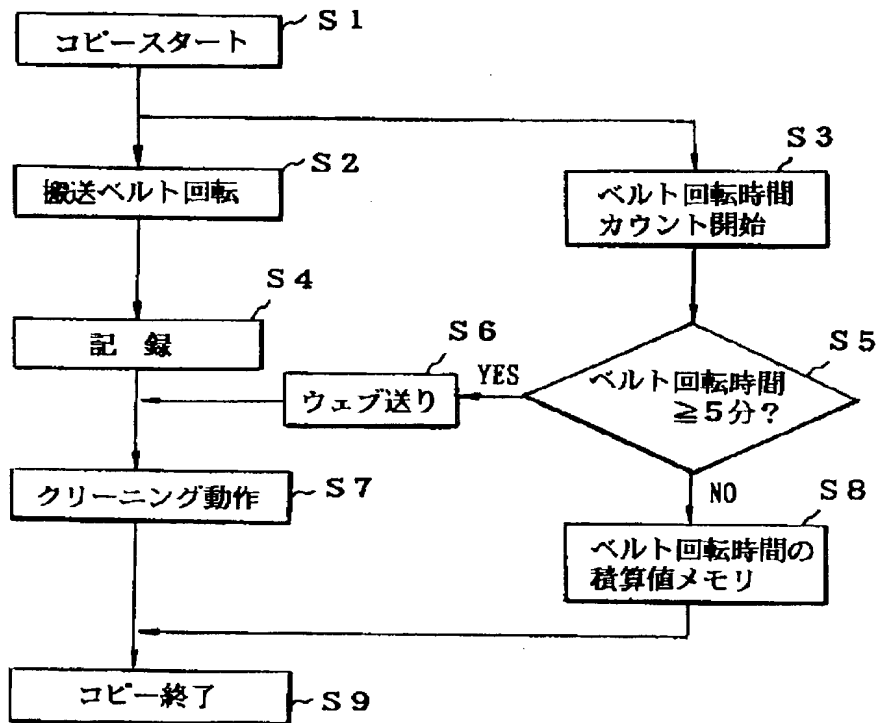 コピースタート
S1
搬送ベルト回転
S2
ベルト回転時間
カウント開始
S3
記 録
S4
ベルト回転時間
≧5分?
S5
YES
ウェブ送り
S6
クリーニング動作
S7
NO
ベルト回転時間の
積算値メモリ
S8
コピー終了
S9